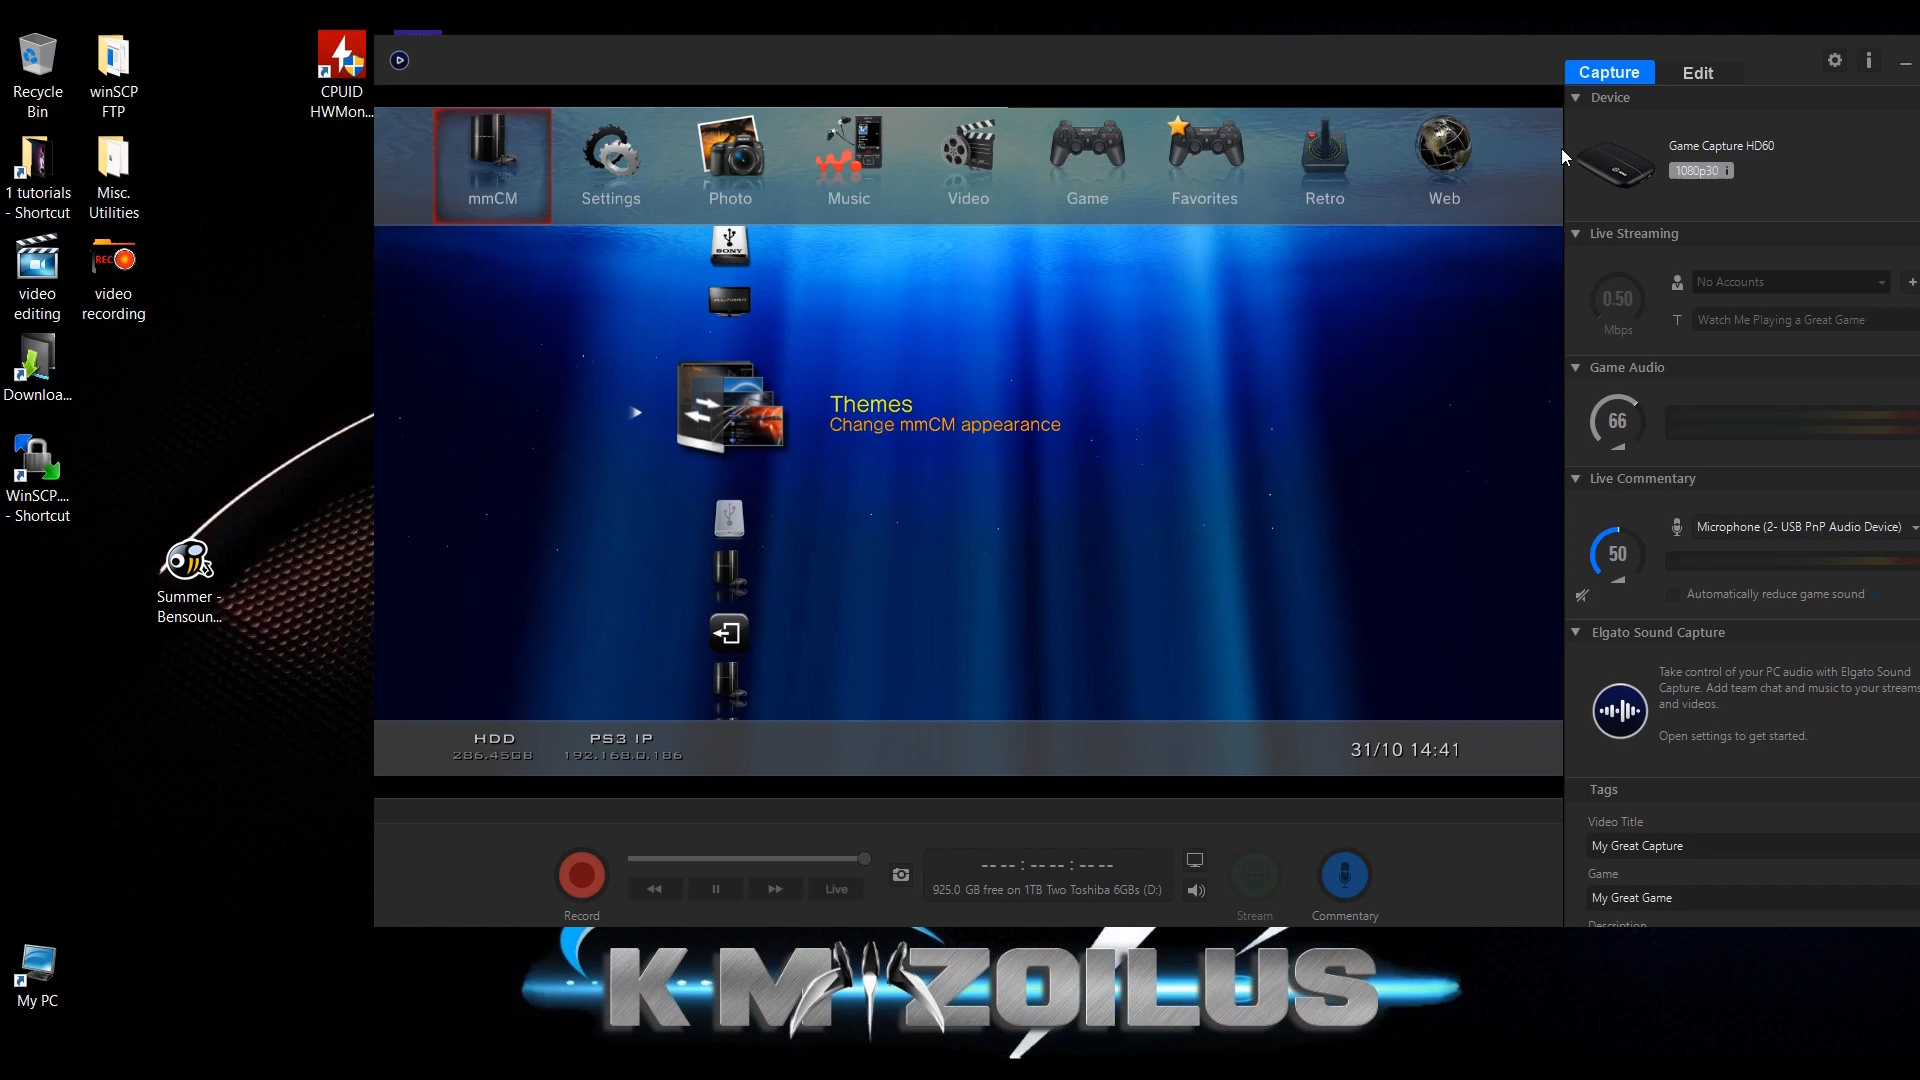 Recycle
Bin
winSCP
FTP
CPUID
HWMon...
1 tutorials
- Shortcut
Misc.
Utilities
video
editing
REC
video
recording
Downloa...
WinSCP....
- Shortcut
Summer -
Bensoun...
My PC
mmCM
Settings
Photo
Music
Video
Game
Favorites
Retro
Web
SONY
Themes
Change mmCM appearance
HDD
286.45GB
PS3 IP
192.168.0.186
31/10 14:41
Record
Live
-- -- : -- -- : -- --
925.0 GB free on 1TB Two Toshiba 6GBs (D:)
Stream
Commentary
Capture
Edit
Device
Game Capture HD60
1080p30 i
Live Streaming
0.50
Mbps
No Accounts
+
T
Watch Me Playing a Great Game
Game Audio
66
Live Commentary
50
Microphone (2- USB PnP Audio Device)
Automatically reduce game sound
Elgato Sound Capture
Take control of your PC audio with Elgato Sound
Capture. Add team chat and music to your streams
and videos.
Open settings to get started.
Tags
Video Title
My Great Capture
Game
My Great Game
Description
KMZOILUS